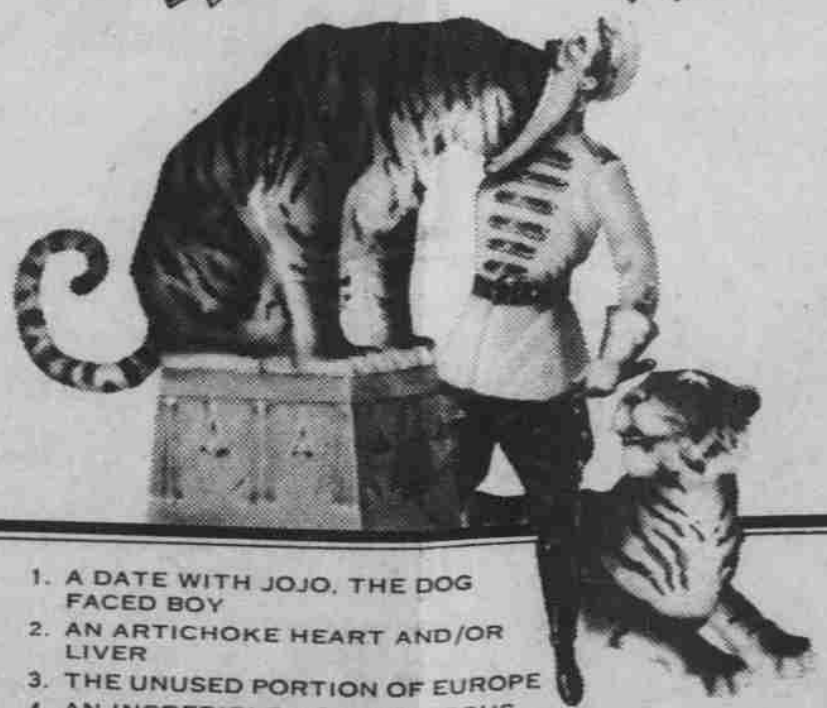 1. A DATE WITH JOJO, THE DOG
FACED BOY
2. AN ARTICHOKE HEART AND/OR
LIVER
3. THE UNUSED PORTION OF EUROPE